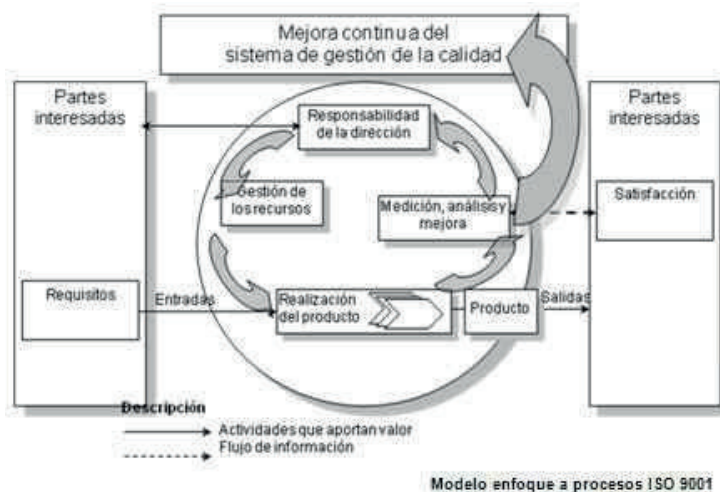 Mejora continua del
sistema de gestión de la calidad
Partes
interesadas
Partes
interesadas
Responsabilidad
de la dirección
Gestión de
los recursos
Medición, análisis y
mejora
Satisfacción
Requisitos
Entradas
Realización
del producto
Producto
Salidas
Descripción
Actividades que aportan valor
Flujo de información
Modelo enfoque a procesos ISO 9001